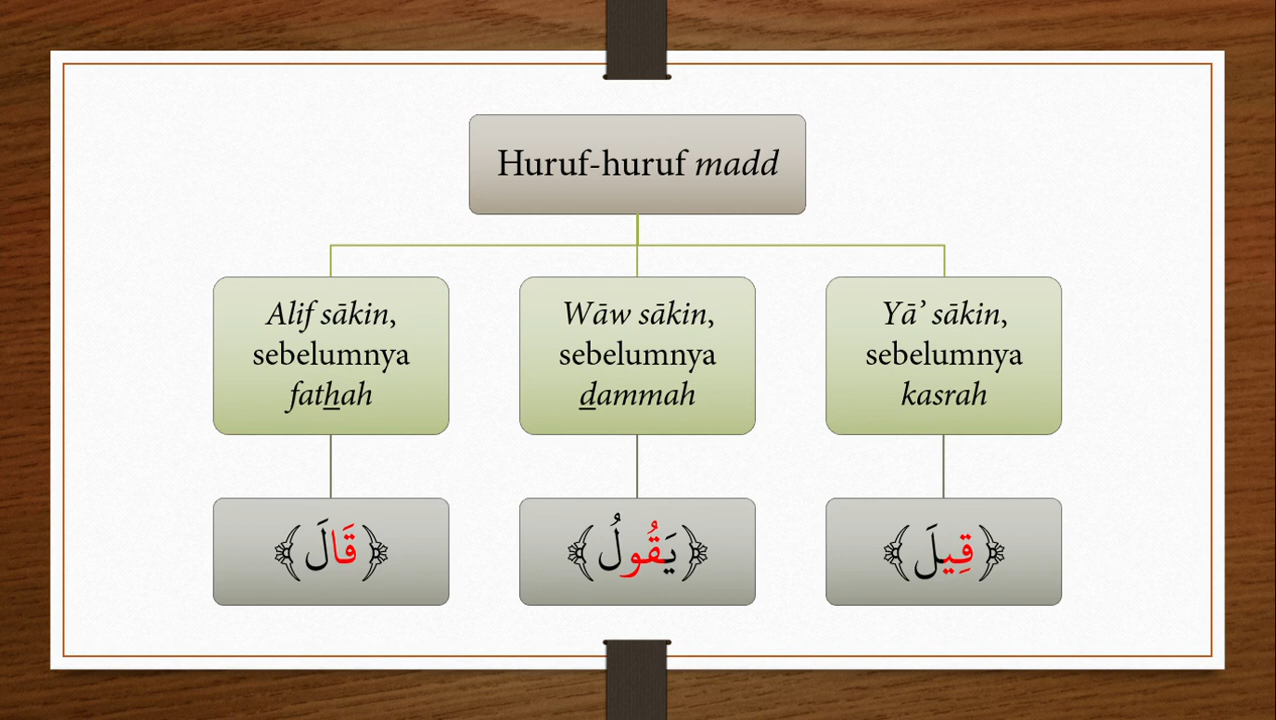 Huruf-huruf madd
Alif sākin,
sebelumnya
fatẖah
Wāw sākin,
sebelumnya
ḏammah
Yā’ sākin,
sebelumnya
kasrah
﴿قَالَ﴾
﴿يَقُولُ﴾
﴿قِيلَ﴾